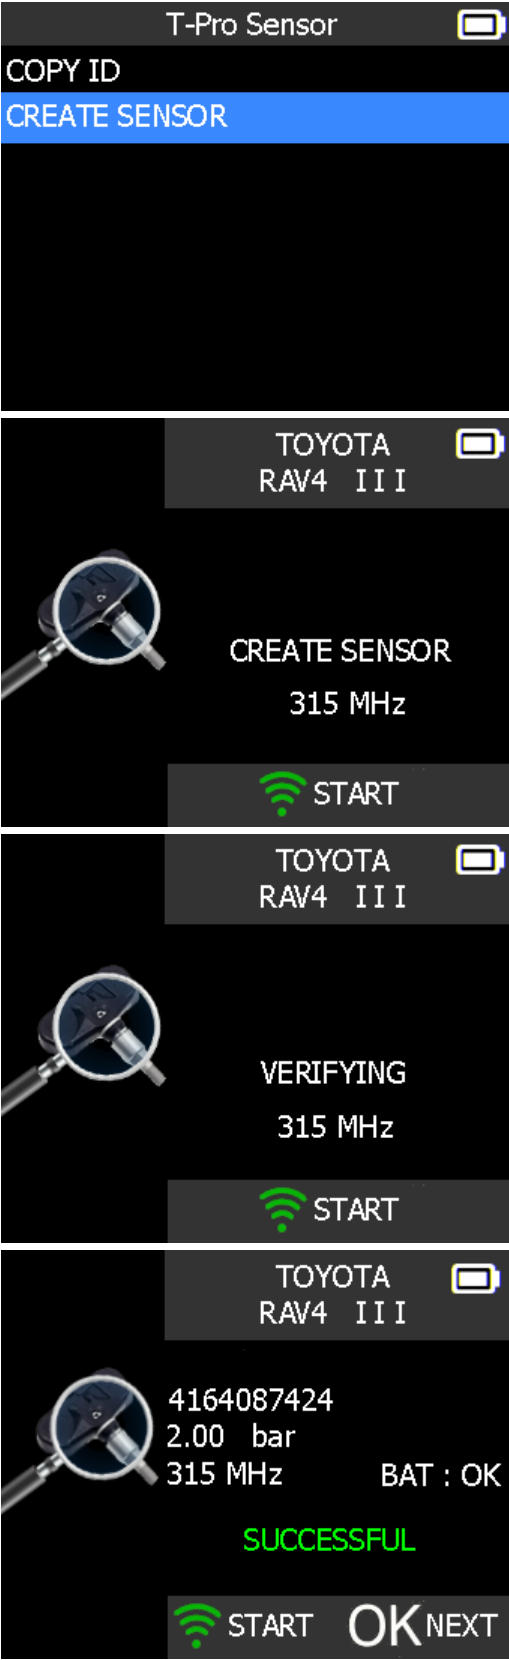 T-Pro Sensor
COPY ID
CREATE SENSOR
TOYOTA
RAV4 III
CREATE SENSOR
315 MHz
START
TOYOTA
RAV4 III
VERIFYING
315 MHz
START
TOYOTA
RAV4 III
4164087424
2.00 bar
315 MHz BAT : OK
SUCCESSFUL
START OK NEXT